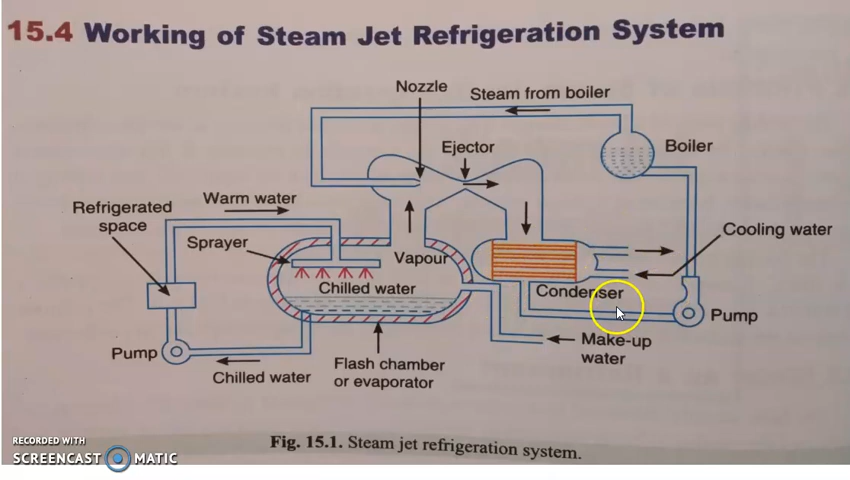 15.4 Working of Steam Jet Refrigeration System
Nozzle
Steam from boiler
Ejector
Boiler
Warm water
Refrigerated
space
Sprayer
Cooling water
Vapour
Chilled water
Condenser
Pump
Make-up
water
Pump
Chilled water
Flash chamber
or evaporator
Fig. 15.1. Steam jet refrigeration system.
RECORDED WITH
SCREENCAST MATIC